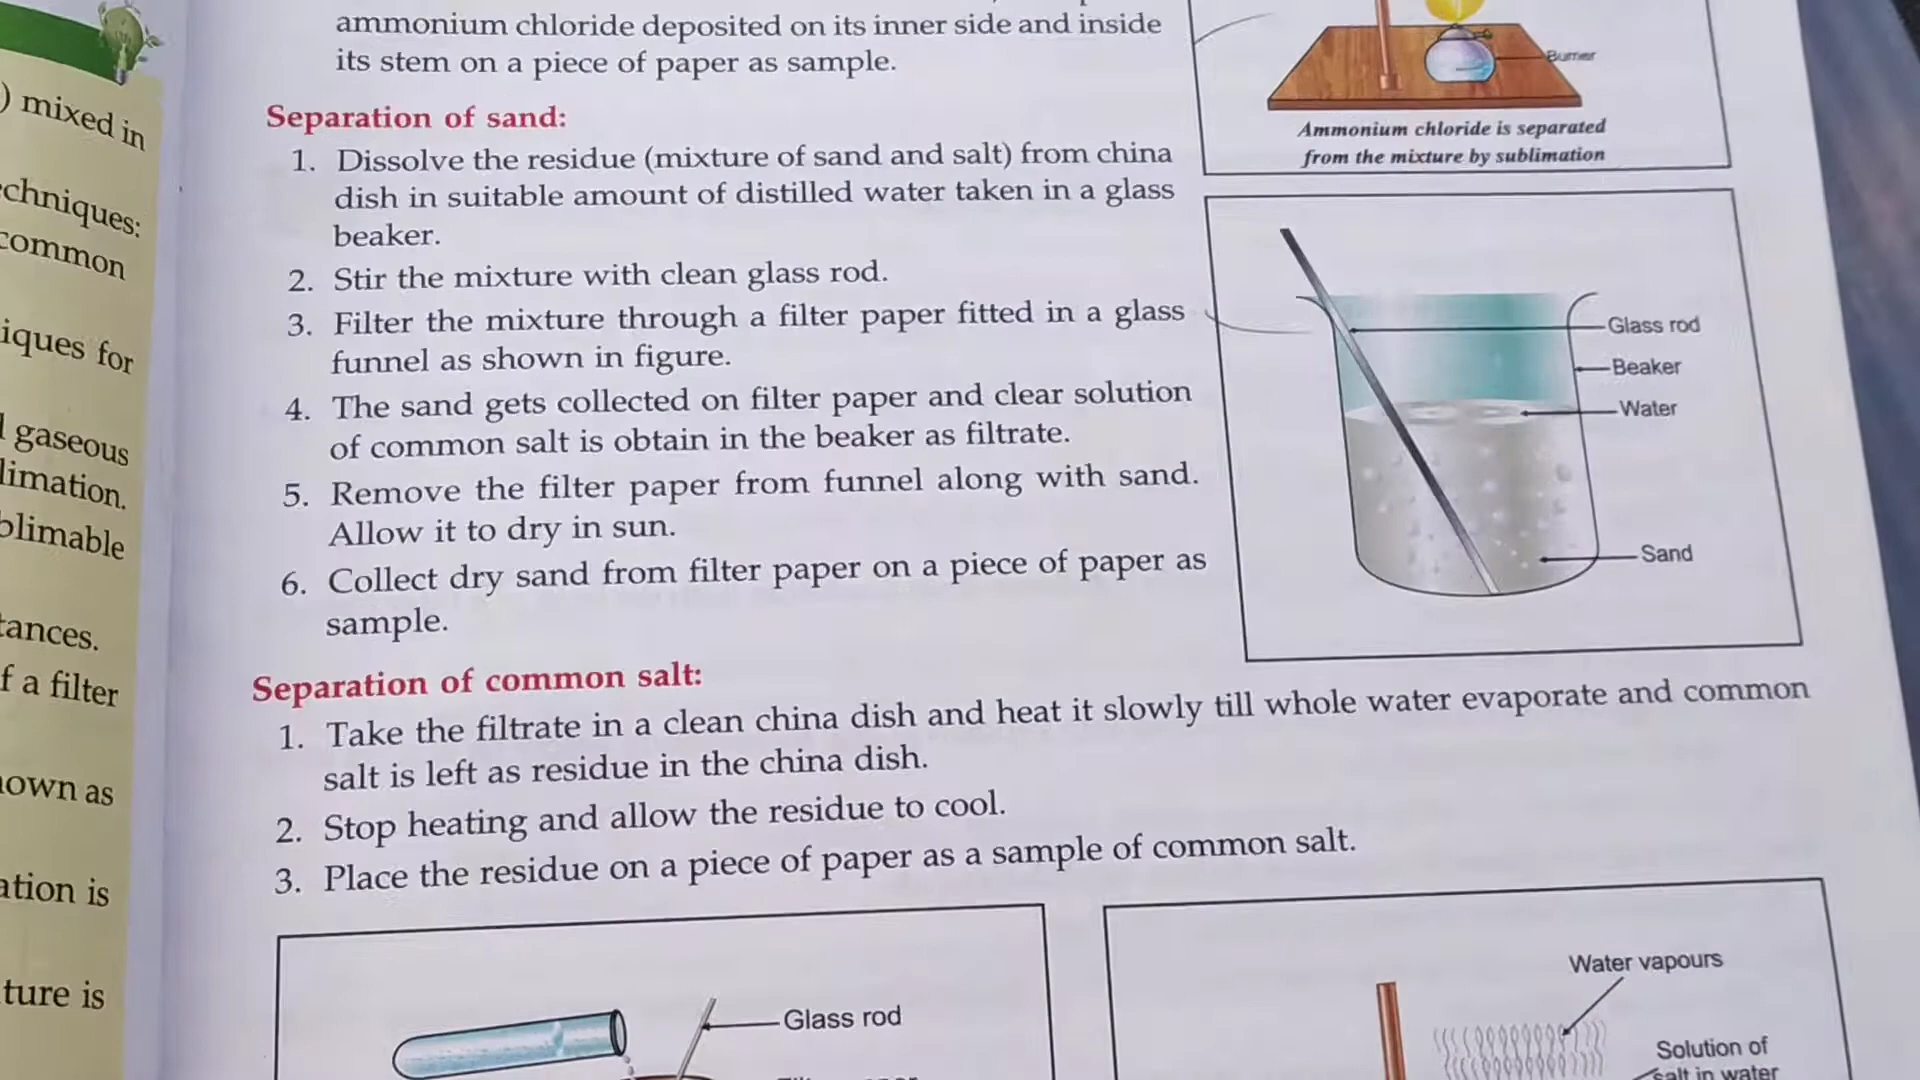 ) mixed in
chniques:
common
iques for
gaseous
limation.
blimable
tances.
f a filter
own as
ation is
ture is
ammonium chloride deposited on its inner side and inside
its stem on a piece of paper as sample.
Separation of sand:
1. Dissolve the residue (mixture of sand and salt) from china
dish in suitable amount of distilled water taken in a glass
beaker.
2. Stir the mixture with clean glass rod.
3. Filter the mixture through a filter paper fitted in a glass
funnel as shown in figure.
4. The sand gets collected on filter paper and clear solution
of common salt is obtain in the beaker as filtrate.
5. Remove the filter paper from funnel along with sand.
Allow it to dry in sun.
6. Collect dry sand from filter paper on a piece of paper as
sample.
Burner
Ammonium chloride is separated
from the mixture by sublimation
Glass rod
Beaker
Water
Sand
Separation of common salt:
1. Take the filtrate in a clean china dish and heat it slowly till whole water evaporate and common
salt is left as residue in the china dish.
2. Stop heating and allow the residue to cool.
3. Place the residue on a piece of paper as a sample of common salt.
Glass rod
Water vapours
Solution of
salt in water